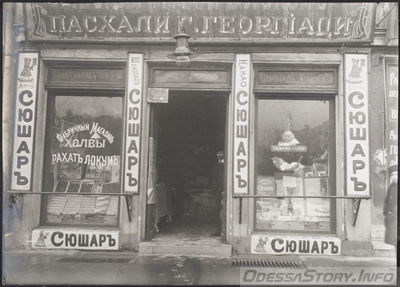 ПАСХАЛИ Г. ГЕОРГІАДИ
КАКАО
СЮШАРЪ
СЮШАРЪ
СЮШАРЪ
СЮШАРЪ
Фабричный Магазинъ
ХАЛВЫ
РАХАТЪ ЛОКУМЪ
СЮШАРЪ
СЮШАРЪ
OdessaStory.info